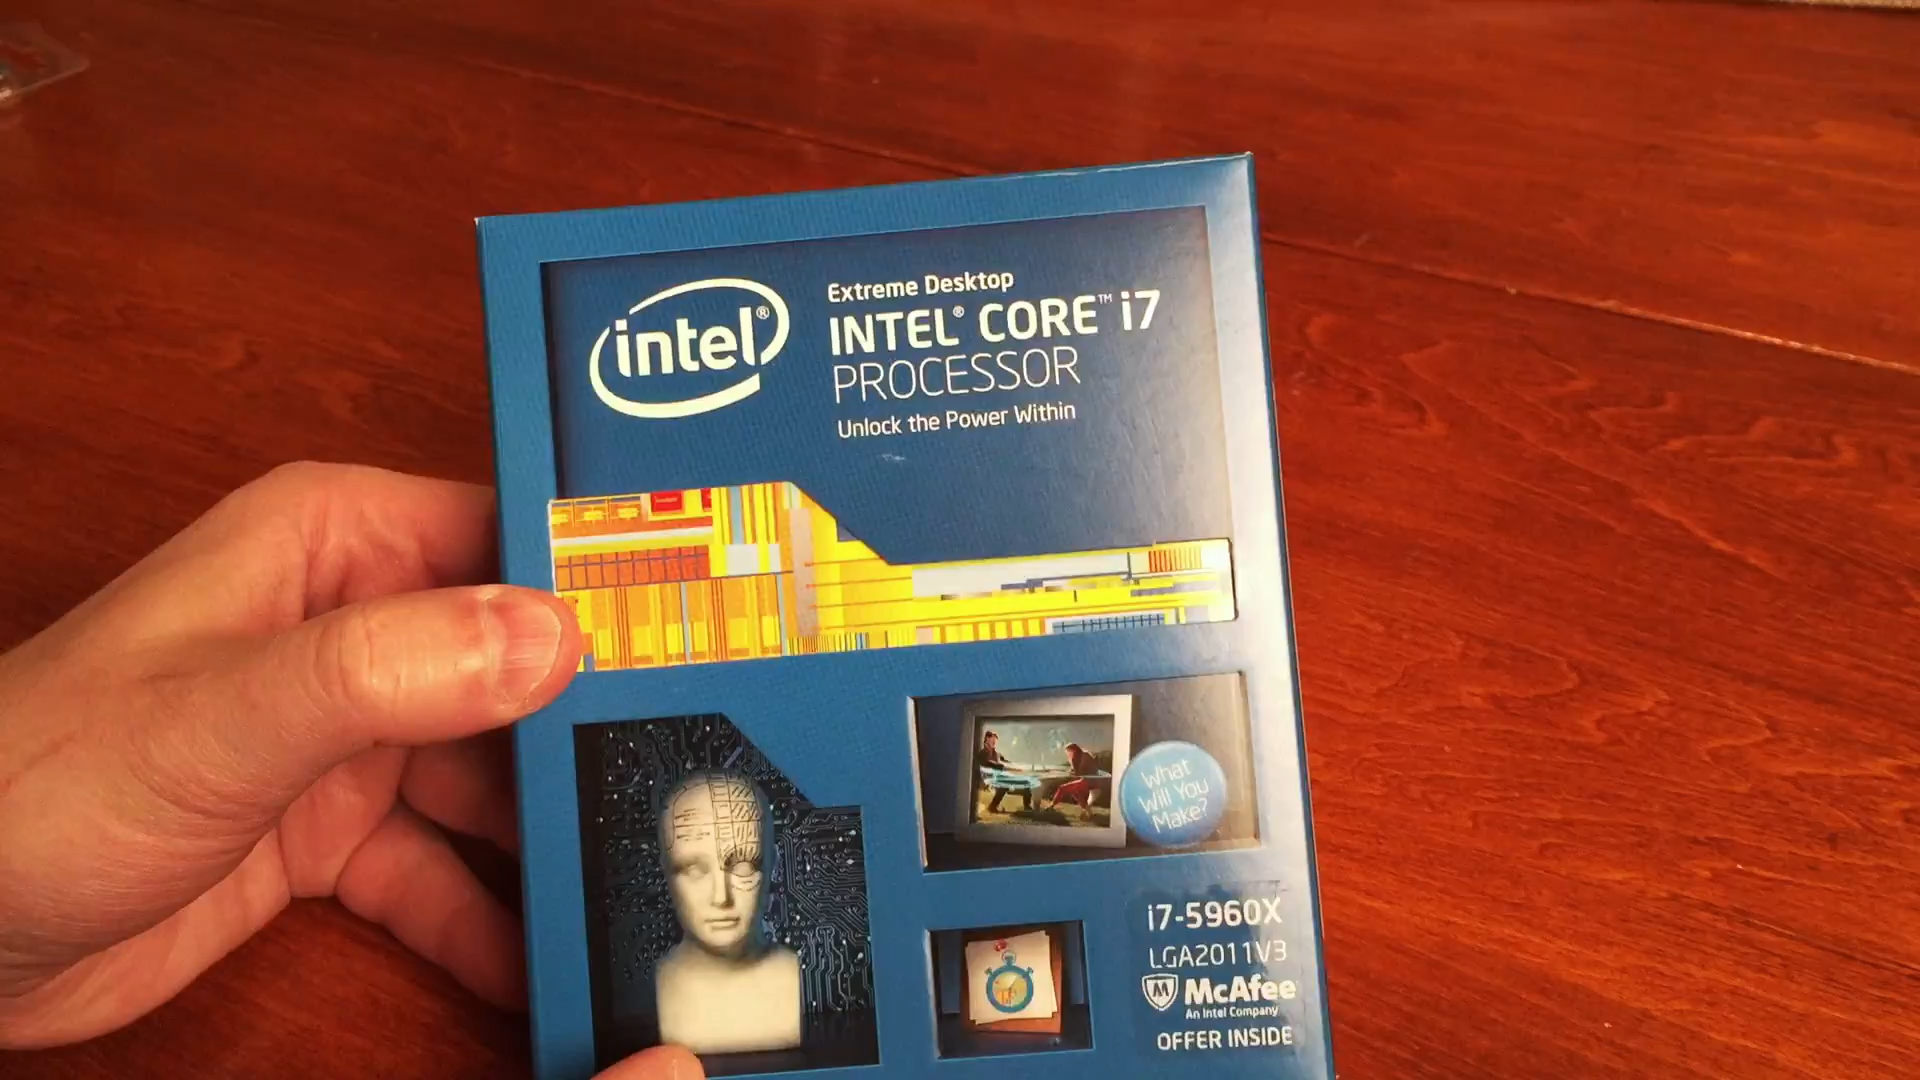 intel®
Extreme Desktop
INTEL® CORE™ i7
PROCESSOR
Unlock the Power Within
What
Will You
Make?
i7-5960X
LGA2011V3
M McAfee
An Intel Company
OFFER INSIDE